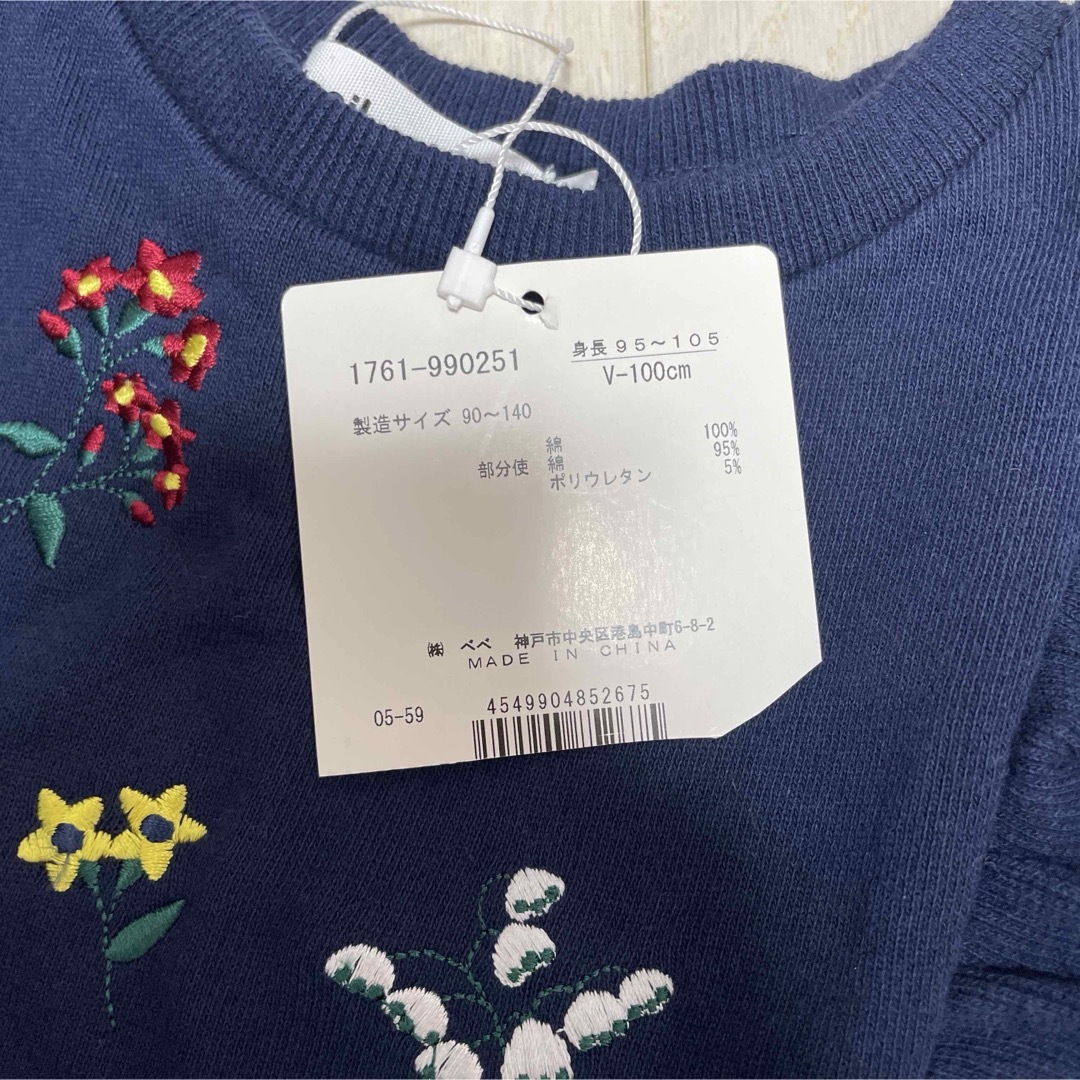 1761-990251
身長 95～105
V-100cm
製造サイズ 90～140
綿 100%
部分使 綿 95%
ポリウレタン 5%
㈱ べべ 神戸市中央区港島中町6-8-2
MADE IN CHINA
05-59
4549904852675